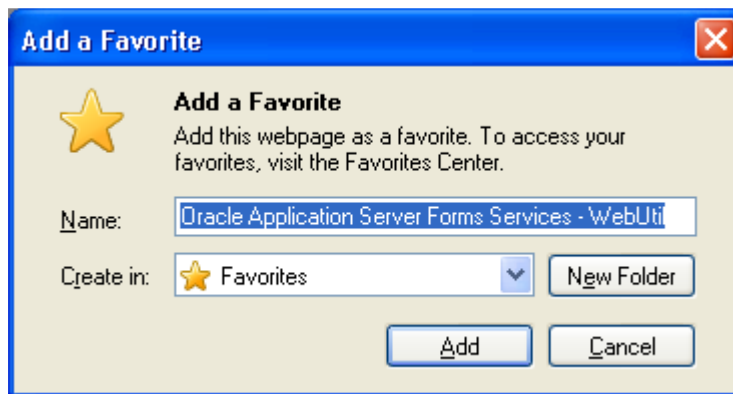 Add a Favorite
Add a Favorite
Add this webpage as a favorite. To access your
favorites, visit the Favorites Center.
Name: Oracle Application Server Forms Services - WebUtil
Create in: Favorites New Folder
Add Cancel